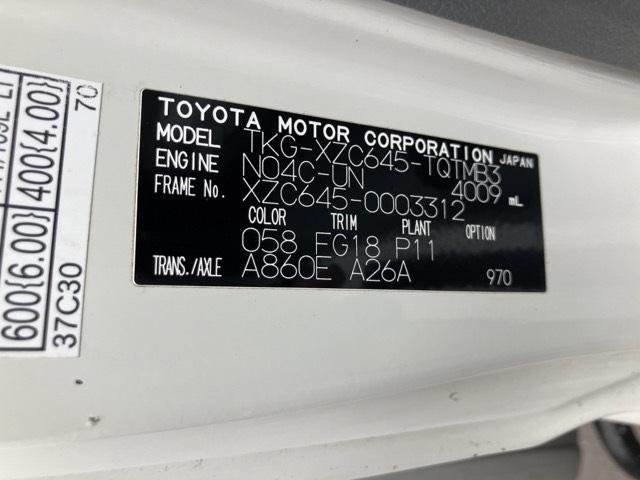 TOYOTA MOTOR CORPORATION JAPAN
MODEL TKG-XZC645-TQTMB3
ENGINE N04C-UN 4009 mL
FRAME No. XZC645-0003312
COLOR TRIM PLANT OPTION
058 FG18 P11
TRANS./AXLE A860E A26A 970
600{6.00} 400{4.00}
37C30 70